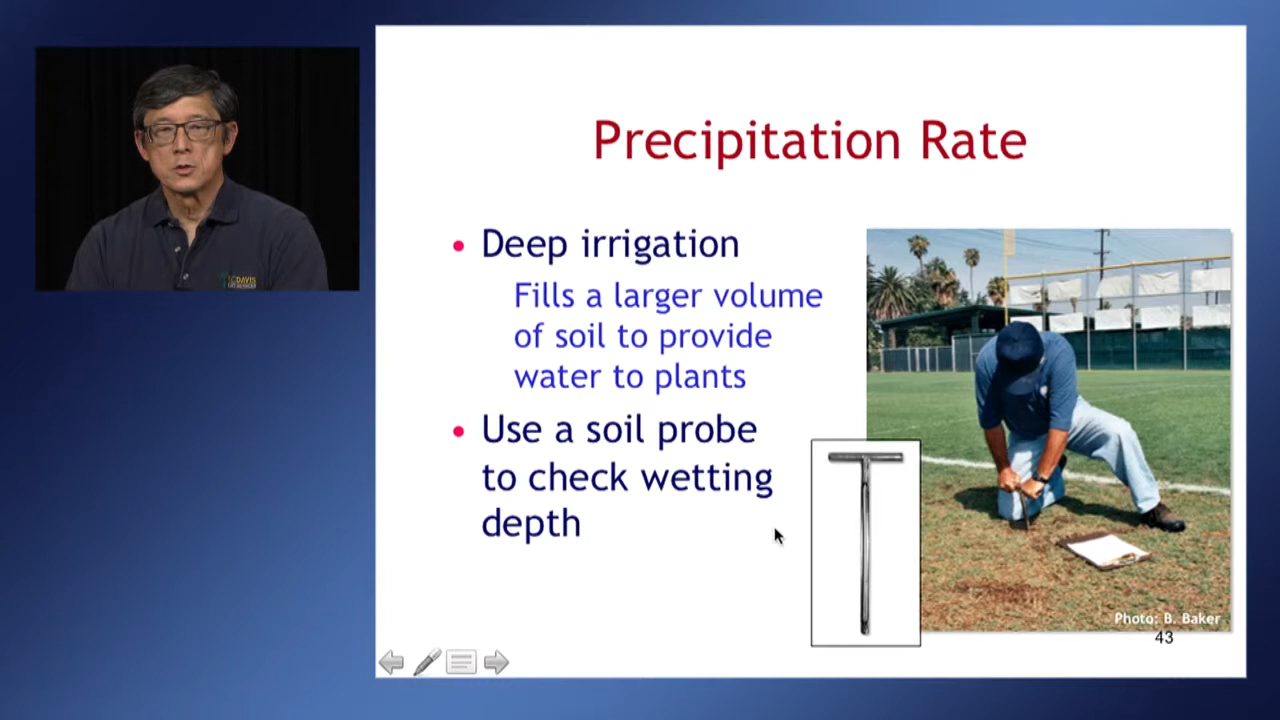 Precipitation Rate
• Deep irrigation
Fills a larger volume
of soil to provide
water to plants
• Use a soil probe
to check wetting
depth
Photo: B. Baker
43
UCDAVIS